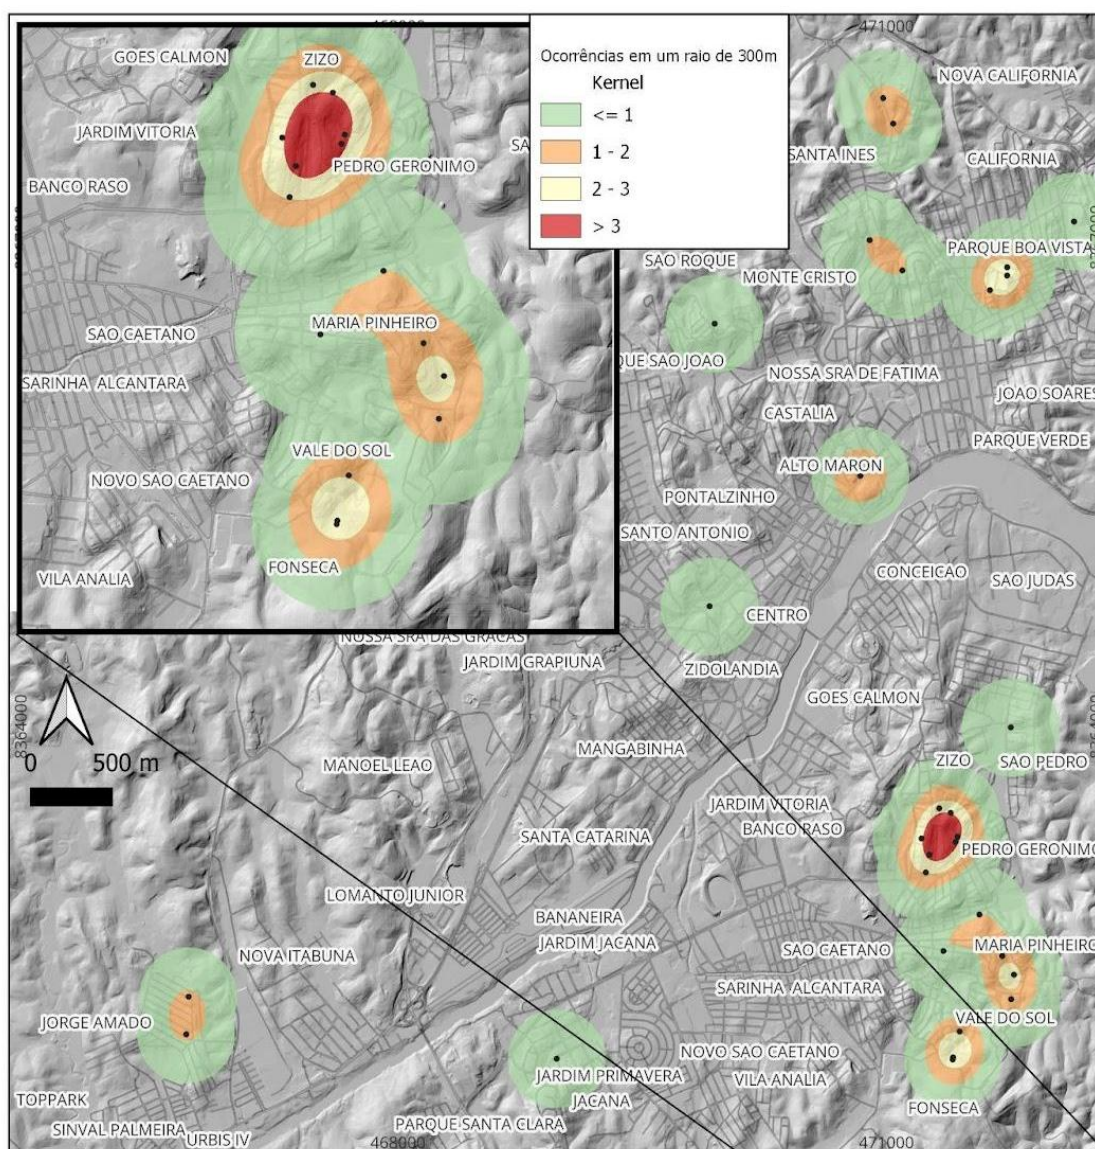 468000
471000
GOES CALMON
ZIZO
JARDIM VITORIA
PEDRO GERONIMO
BANCO RASO
MARIA PINHEIRO
SAO CAETANO
SARINHA ALCANTARA
VALE DO SOL
NOVO SAO CAETANO
FONSECA
VILA ANALIA
Ocorrências em um raio de 300m
Kernel
<= 1
1 - 2
2 - 3
> 3
NOVA CALIFORNIA
SANTA INES
CALIFORNIA
PARQUE BOA VISTA
SAO ROQUE
MONTE CRISTO
QUE SAO JOAO
NOSSA SRA DE FATIMA
JOAO SOARES
CASTALIA
PARQUE VERDE
ALTO MARON
PONTALZINHO
SANTO ANTONIO
CONCEICAO
SAO JUDAS
CENTRO
NOSSA SRA DAS GRACAS
JARDIM GRAPIUNA
ZIDOLANDIA
GOES CALMON
8364000
0 500 m
MANGABINHA
MANOEL LEAO
ZIZO
SAO PEDRO
JARDIM VITORIA
BANCO RASO
SANTA CATARINA
PEDRO GERONIMO
LOMANTO JUNIOR
BANANEIRA
JARDIM JACANA
SAO CAETANO
MARIA PINHEIRO
NOVA ITABUNA
SARINHA ALCANTARA
JORGE AMADO
VALE DO SOL
NOVO SAO CAETANO
JARDIM PRIMAVERA
VILA ANALIA
TOPPARK
JACANA
FONSECA
SINVAL PALMEIRA
URBIS IV
PARQUE SANTA CLARA
468000
471000